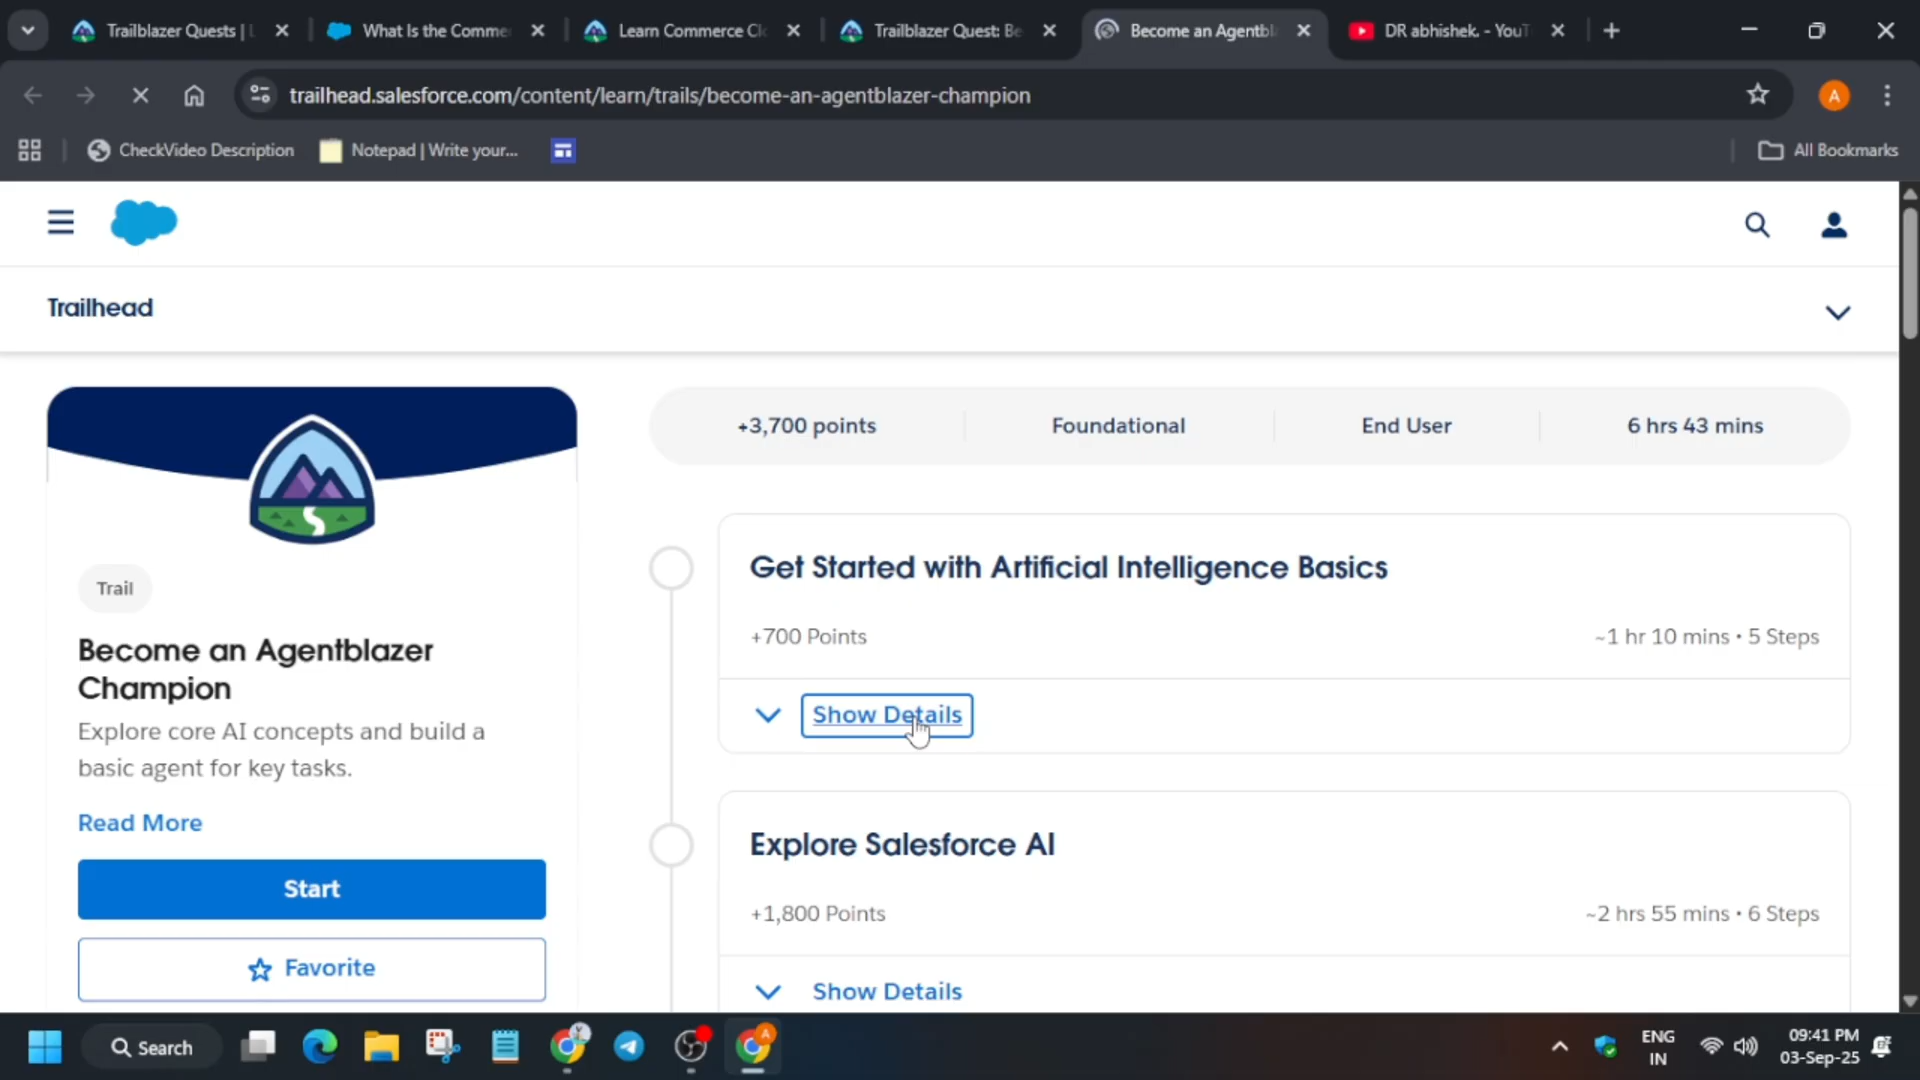 Trailblazer Quests |
What Is the Comme
Learn Commerce Cl
Trailblazer Quest: Be
Become an Agentbl
DR abhishek. - YouT
trailhead.salesforce.com/content/learn/trails/become-an-agentblazer-champion
A
CheckVideo Description
Notepad | Write your...
All Bookmarks
Trailhead
+3,700 points
Foundational
End User
6 hrs 43 mins
Trail
Become an Agentblazer
Champion
Explore core AI concepts and build a
basic agent for key tasks.
Read More
Start
Favorite
Get Started with Artificial Intelligence Basics
+700 Points
~1 hr 10 mins • 5 Steps
Show Details
Explore Salesforce AI
+1,800 Points
~2 hrs 55 mins • 6 Steps
Show Details
Search
A
ENG
IN
09:41 PM
03-Sep-25